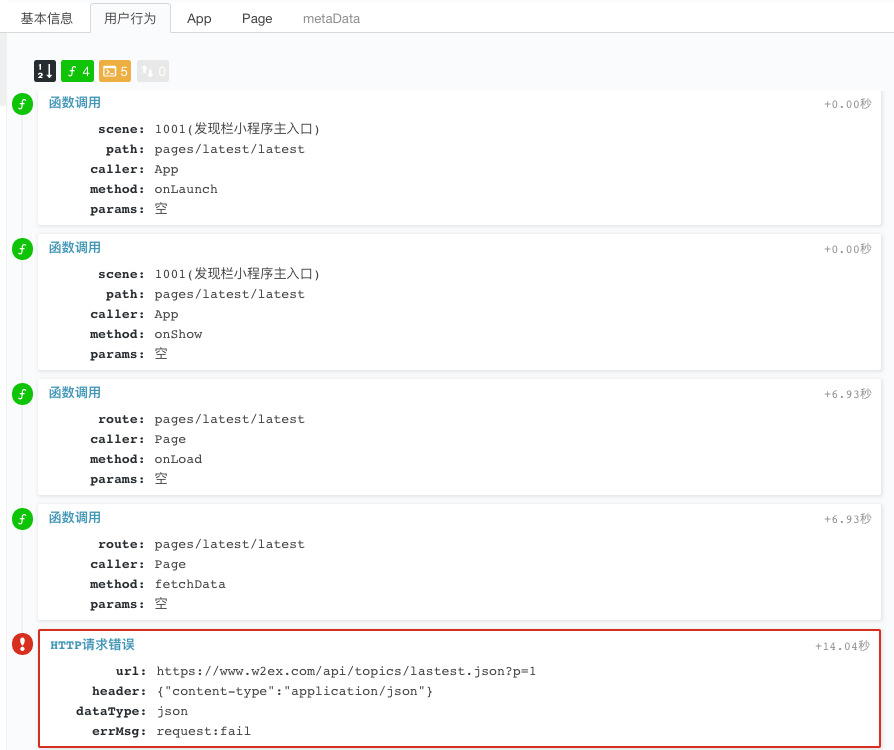 基本信息 用户行为 App Page metaData
4 5 0
函数调用 +0.00秒
scene: 1001(发现栏小程序主入口)
path: pages/latest/latest
caller: App
method: onLaunch
params: 空
函数调用 +0.00秒
scene: 1001(发现栏小程序主入口)
path: pages/latest/latest
caller: App
method: onShow
params: 空
函数调用 +6.93秒
route: pages/latest/latest
caller: Page
method: onLoad
params: 空
函数调用 +6.93秒
route: pages/latest/latest
caller: Page
method: fetchData
params: 空
HTTP请求错误 +14.04秒
url: https://www.w2ex.com/api/topics/lastest.json?p=1
header: {"content-type":"application/json"}
dataType: json
errMsg: request:fail